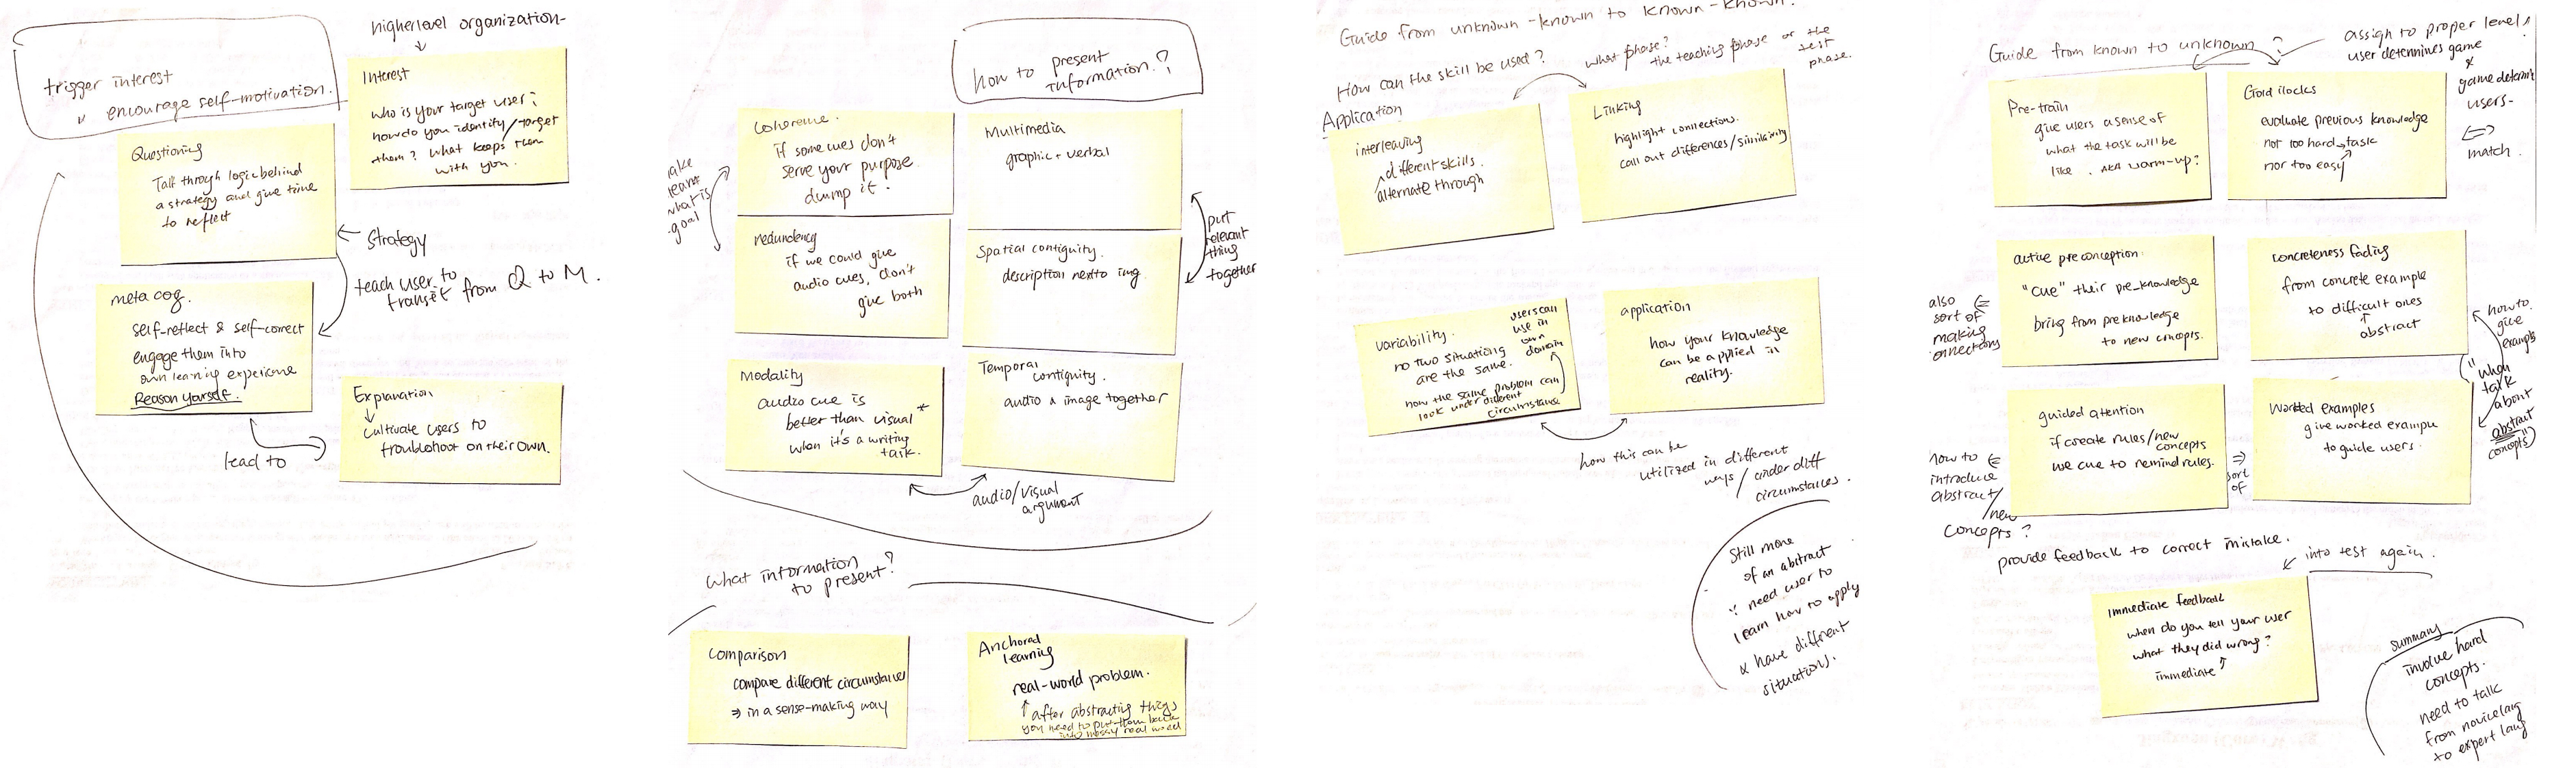 higherlevel organization-
trigger interest
& encourage self-motivation.
Interest
who is your target user;
how do you identify/target
them? What keeps them
with you.
Questioning
Talk through logic behind
a strategy and give time
to reflect
strategy
teach user to
transit from Q to M.
meta cog.
self-reflect & self-correct
engage them into
own learning experience
Reason yourself.
Explanation
cultivate users to
troubleshoot on their own.
lead to
how to present
information?
Coherence.
if some cues don't
serve your purpose
dump it.
Multimedia
graphic + verbal
what is
goal
redundency
if we could give
audio cues, don't
give both
Spatial contiguity.
description next to img
put
relevant
thing
together
Modality
audio cue is
better than visual *
when it's a writing
task.
Temporal
contiguity.
audio & image together
audio/visual
argument
what information
to present?
Comparison
compare different circumstances
⇒ in a sense-making way
Anchored
learning
real-world problem.
↑ after abstracting things
you need to put them back
into messy real world
Guide from unknown-known to known-known.
How can the skill be used?
what phase?
the teaching phase or the
test
phase.
Application
interleaving
different skills.
alternate through
Linking
highlight connections.
call out differences/similarity
variability.
no two situations
are the same.
users can
use in
own
domain
how the same problem can
look under different
circumstance
application
how your knowledge
can be applied in
reality.
how this can be
utilized in different
ways / under diff
circumstances.
Still more
of an abstract
∵ need user to
learn how to apply
& have different
situations.
Guide from known to unknown ?
assign to proper level;
user determines game
&
game determine
users-
match.
Pre-train
give users a sense of
what the task will be
like. AKA warm-up?
Gold ilocks
evaluate previous knowledge
not too hard task
nor too easy
active preconception:
"cue" their pre_knowledge
bring from preknowledge
to new concepts.
also
sort of
making
connections
concreteness fading
from concrete example
to difficult ones
↑
abstract
how to
give
example
"when
talk
about
abstract
concepts"
guided attention
if create rules/new
concepts
we cue to remind rules.
how to
introduce
abstract/
new
concepts?
sort
of
Worked examples
give worked example
to guide users.
provide feedback to correct mistake.
into test again.
Immediate feedback
when do you tell your user
what they did wrong?
immediate
summary
involve hard
concepts.
need to talk
from novice lang
to expert lang